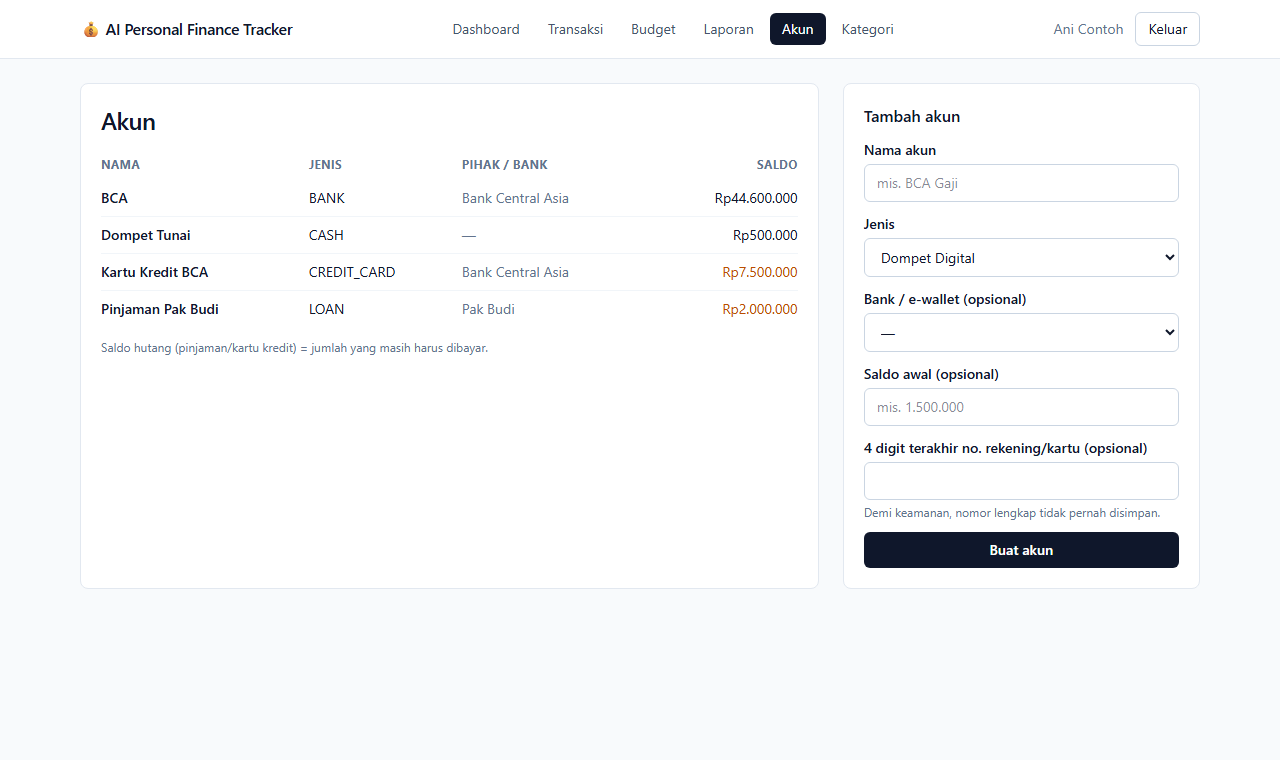 AI Personal Finance Tracker
Dashboard Transaksi Budget Laporan Akun Kategori
Ani Contoh Keluar
Akun
NAMA JENIS PIHAK / BANK SALDO
BCA BANK Bank Central Asia Rp44.600.000
Dompet Tunai CASH — Rp500.000
Kartu Kredit BCA CREDIT_CARD Bank Central Asia Rp7.500.000
Pinjaman Pak Budi LOAN Pak Budi Rp2.000.000
Saldo hutang (pinjaman/kartu kredit) = jumlah yang masih harus dibayar.
Tambah akun
Nama akun
mis. BCA Gaji
Jenis
Dompet Digital
Bank / e-wallet (opsional)
—
Saldo awal (opsional)
mis. 1.500.000
4 digit terakhir no. rekening/kartu (opsional)
Demi keamanan, nomor lengkap tidak pernah disimpan.
Buat akun